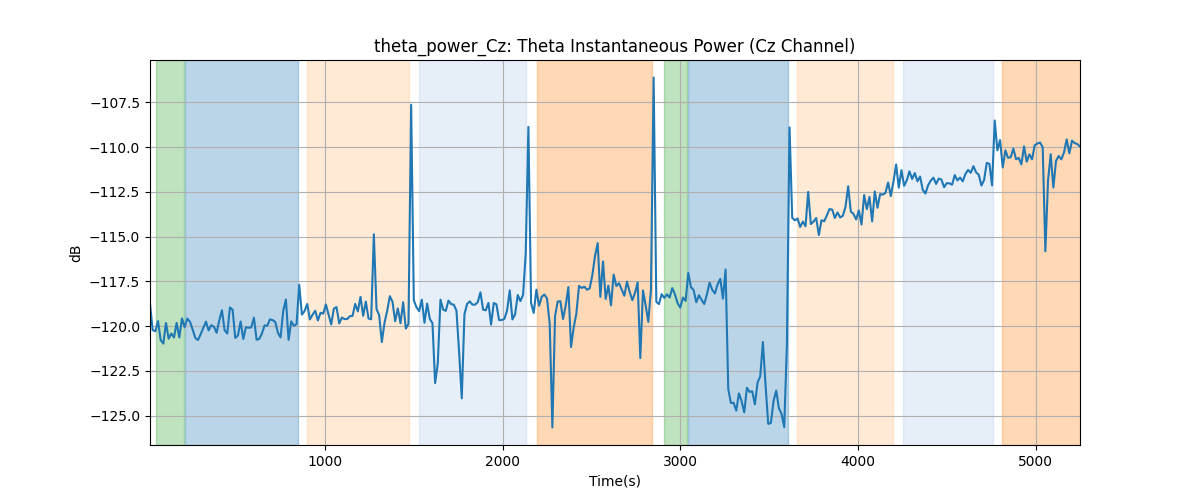 theta_power_Cz: Theta Instantaneous Power (Cz Channel)
−107.5
−110.0
−112.5
−115.0
−117.5
−120.0
−122.5
−125.0
dB
1000 2000 3000 4000 5000
Time(s)